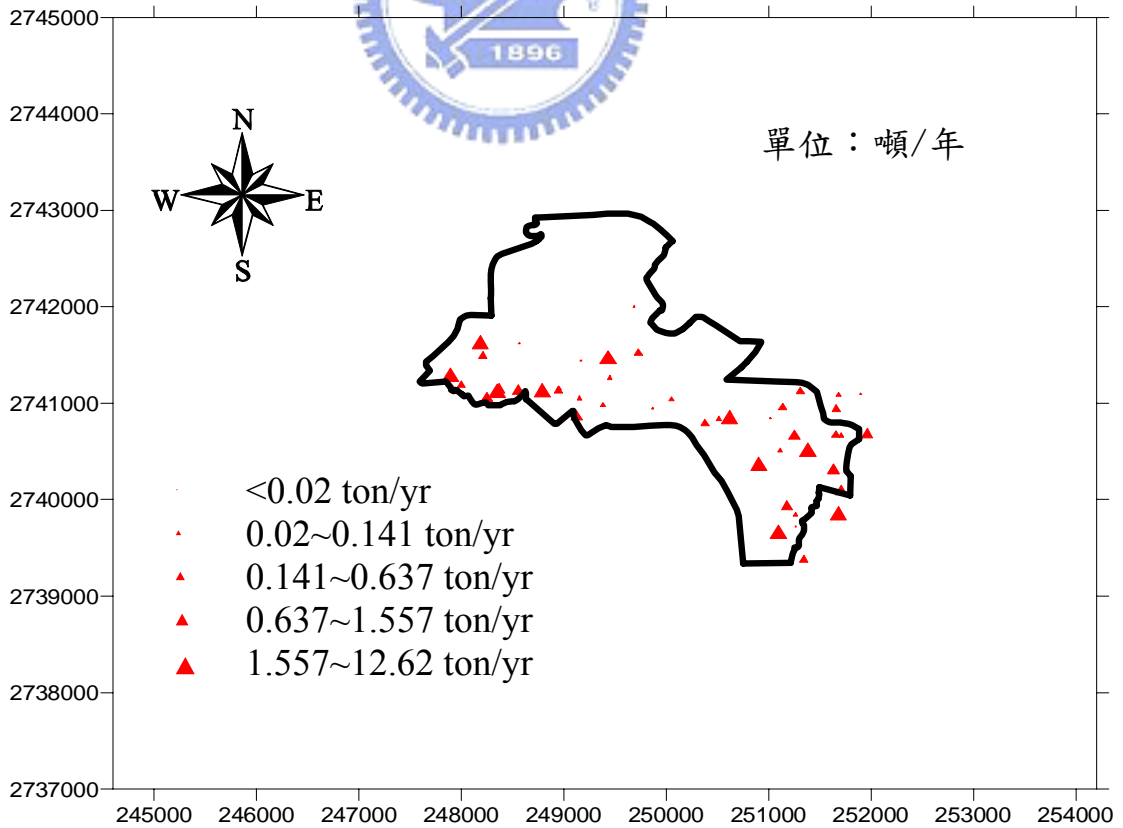 1896
2745000
2744000
2743000
2742000
2741000
2740000
2739000
2738000
2737000
N
W E
S
單位：噸/年
<0.02 ton/yr
0.02~0.141 ton/yr
0.141~0.637 ton/yr
0.637~1.557 ton/yr
1.557~12.62 ton/yr
245000 246000 247000 248000 249000 250000 251000 252000 253000 254000